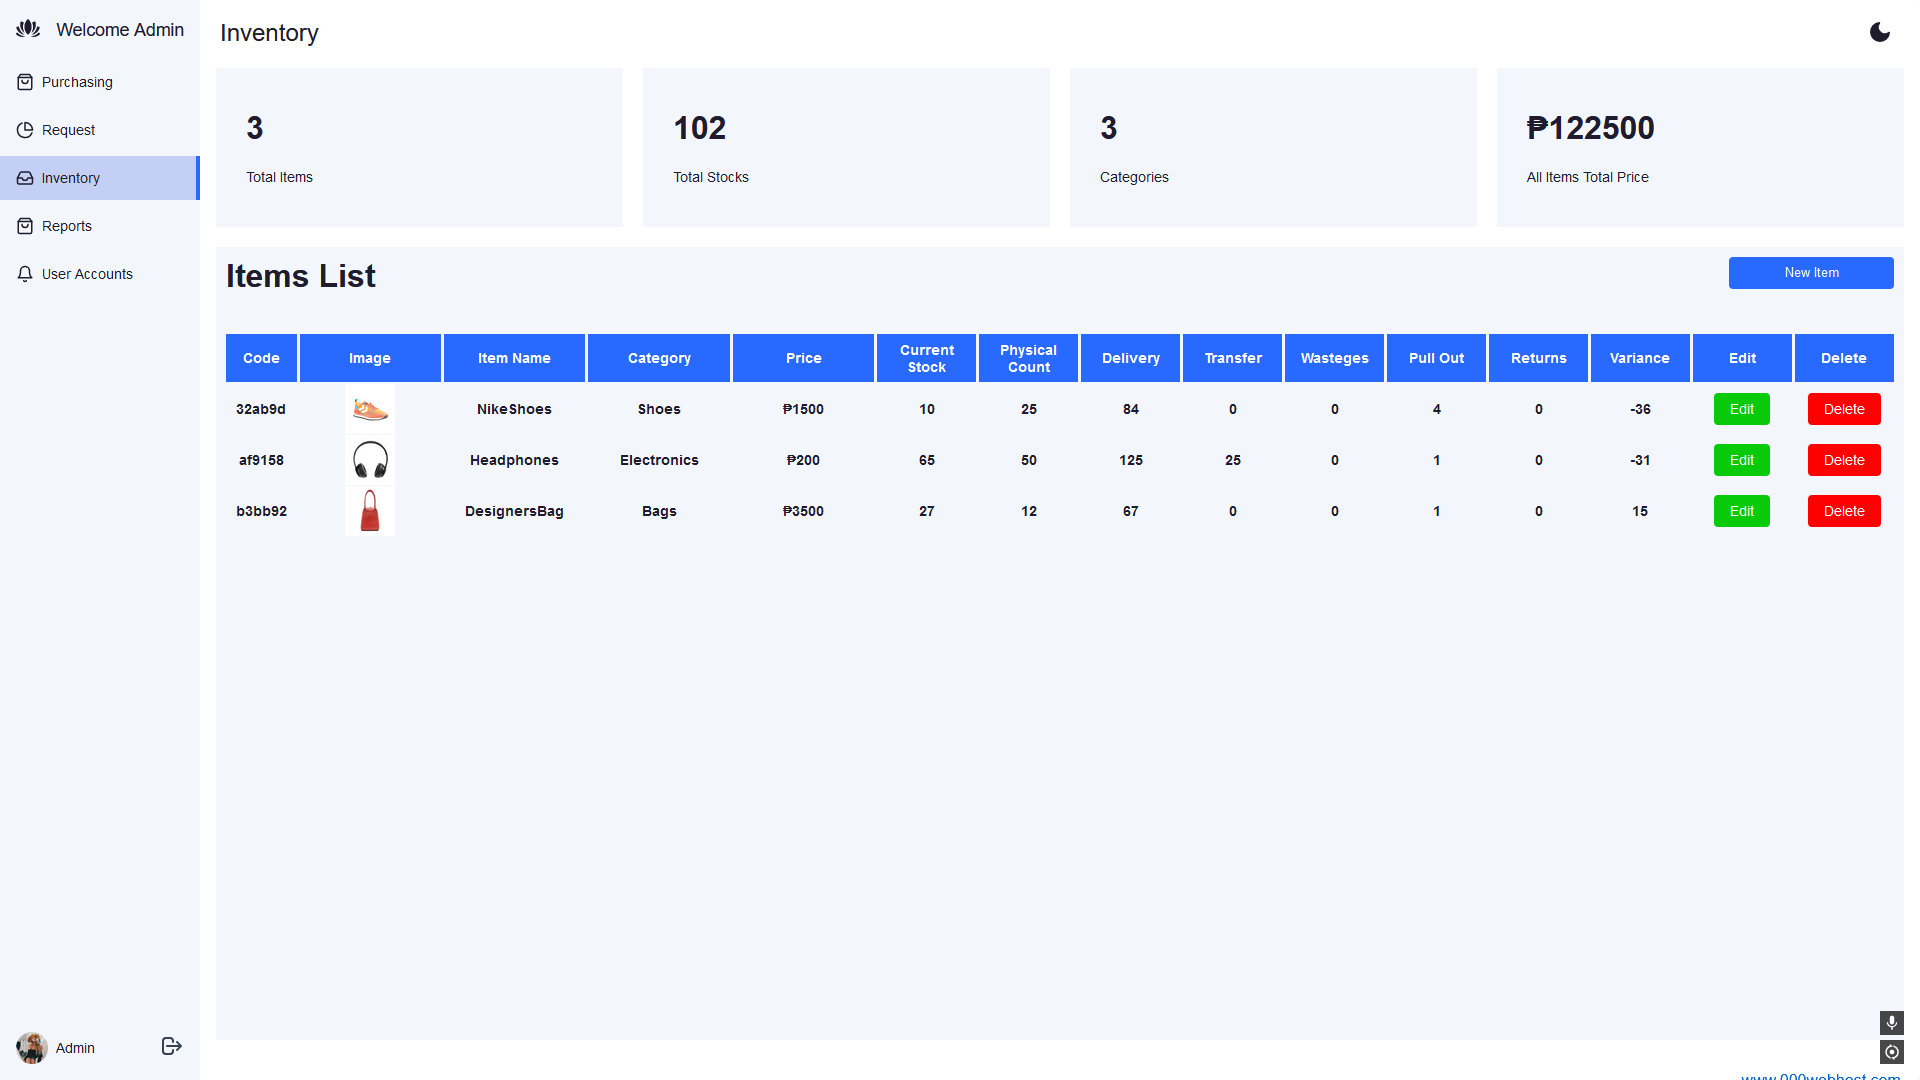 Welcome Admin
Purchasing
Request
Inventory
Reports
User Accounts
Admin
Inventory
3
Total Items
102
Total Stocks
3
Categories
₱122500
All Items Total Price
Items List
New Item
Code Image Item Name Category Price Current Stock Physical Count Delivery Transfer Wasteges Pull Out Returns Variance Edit Delete
32ab9d NikeShoes Shoes ₱1500 10 25 84 0 0 4 0 -36 Edit Delete
af9158 Headphones Electronics ₱200 65 50 125 25 0 1 0 -31 Edit Delete
b3bb92 DesignersBag Bags ₱3500 27 12 67 0 0 1 0 15 Edit Delete
www.000webhost.com